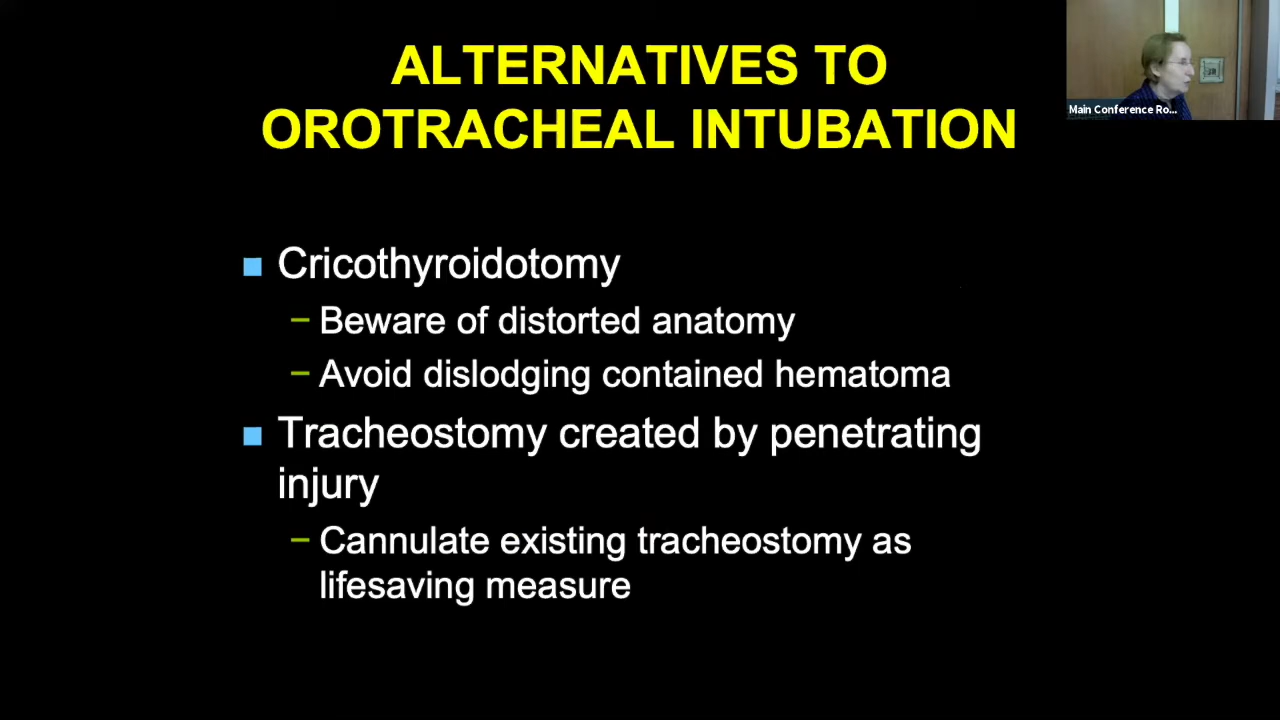 ALTERNATIVES TO
OROTRACHEAL INTUBATION
Main Conference Ro...
■ Cricothyroidotomy
– Beware of distorted anatomy
– Avoid dislodging contained hematoma
■ Tracheostomy created by penetrating
injury
– Cannulate existing tracheostomy as
lifesaving measure